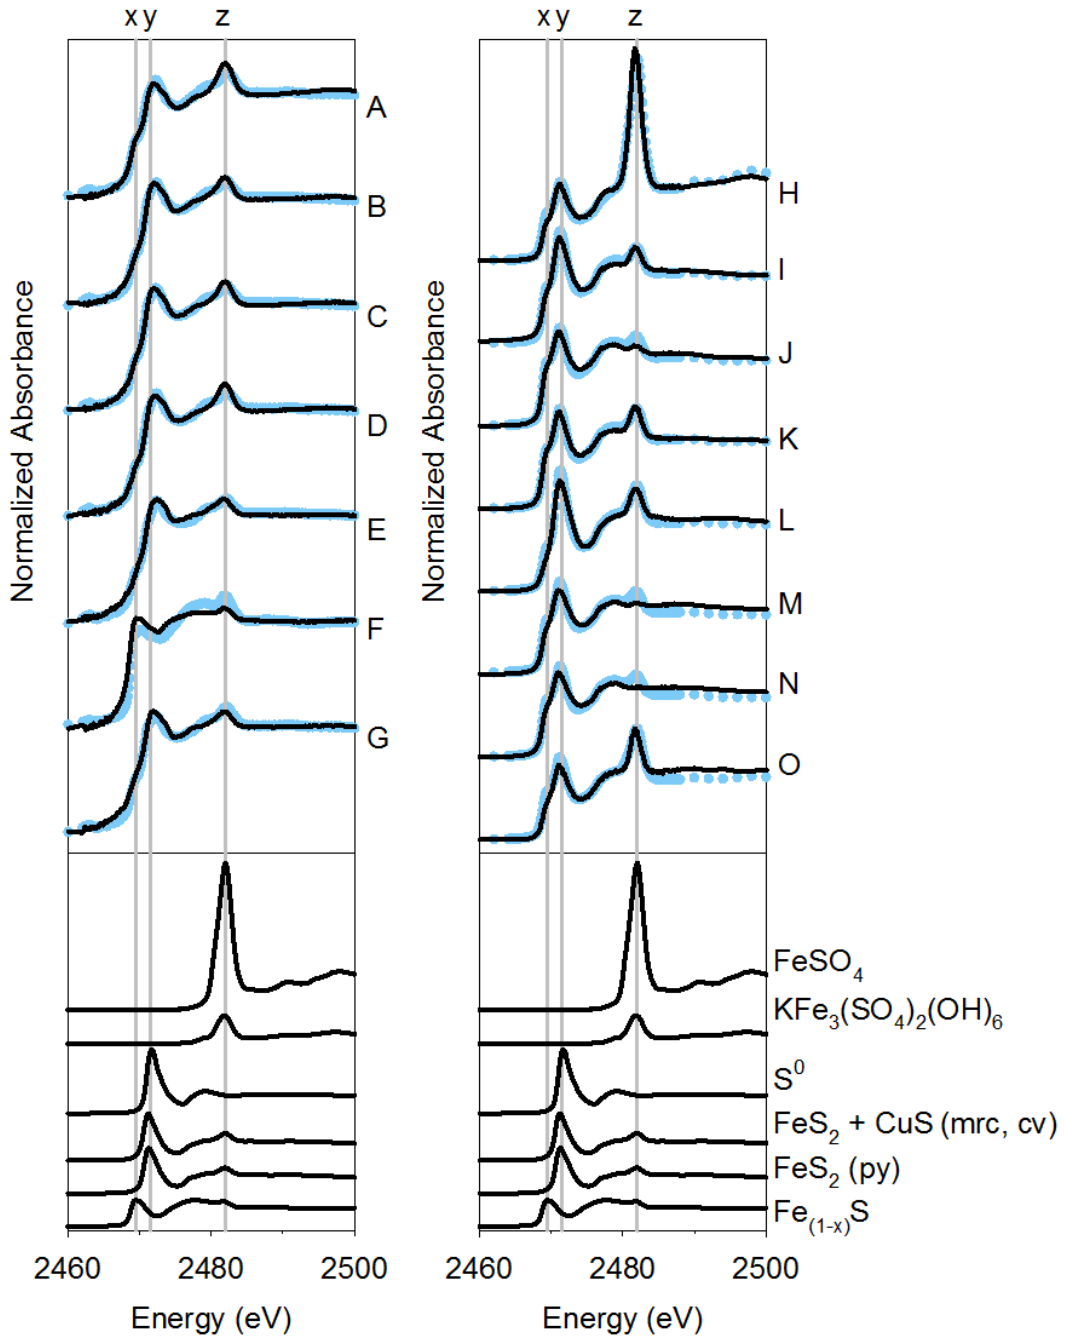 x y z
x y z
A
B
C
D
E
F
G
H
I
J
K
L
M
N
O
Normalized Absorbance
Normalized Absorbance
FeSO₄
KFe₃(SO₄)₂(OH)₆
S⁰
FeS₂ + CuS (mrc, cv)
FeS₂ (py)
Fe₍₁₋ₓ₎S
2460 2480 2500
2460 2480 2500
Energy (eV)
Energy (eV)